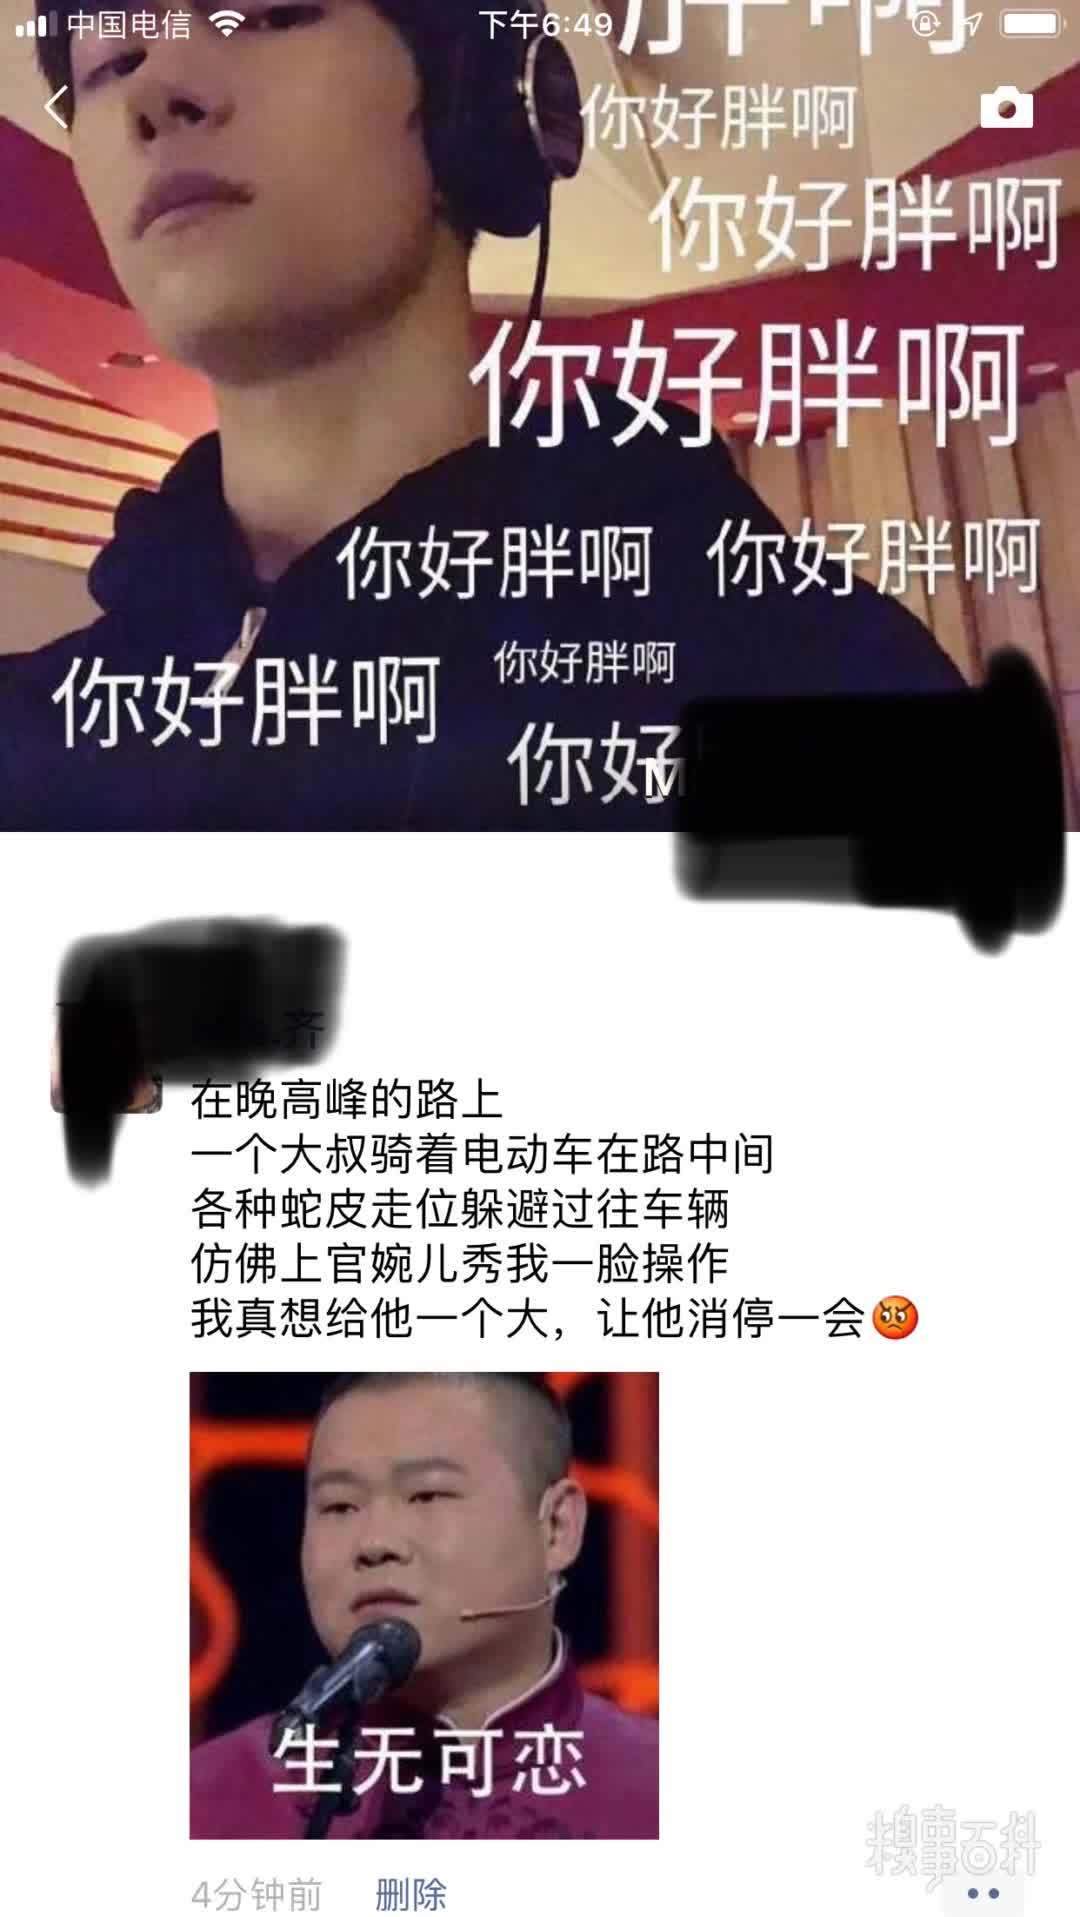 中国电信
下午6:49
胖啊
你好胖啊
你好胖啊
你好胖啊
你好胖啊 你好胖啊
你好胖啊
你好胖啊
你好
M
齐
在晚高峰的路上
一个大叔骑着电动车在路中间
各种蛇皮走位躲避过往车辆
仿佛上官婉儿秀我一脸操作
我真想给他一个大，让他消停一会😡
生无可恋
糗事百科
4分钟前 删除